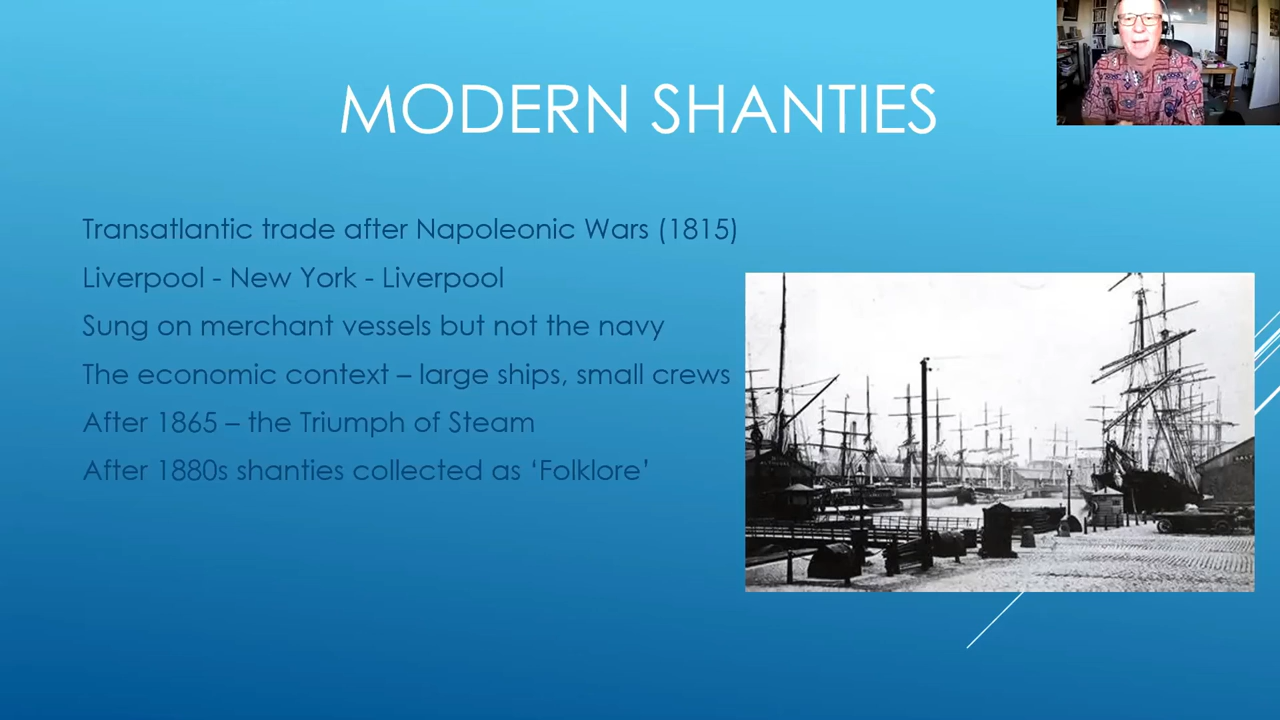 MODERN SHANTIES
Transatlantic trade after Napoleonic Wars (1815)
Liverpool - New York - Liverpool
Sung on merchant vessels but not the navy
The economic context – large ships, small crews
After 1865 – the Triumph of Steam
After 1880s shanties collected as ‘Folklore’